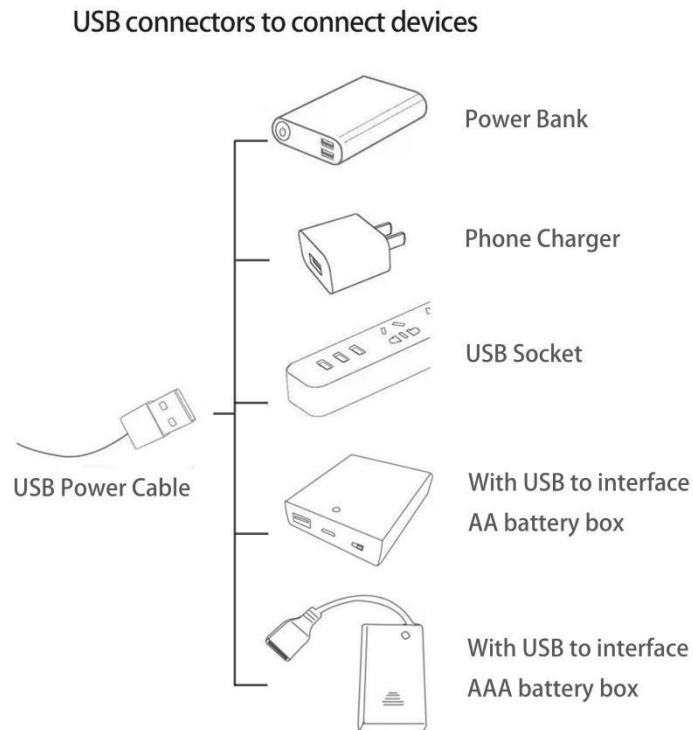 USB connectors to connect devices
Power Bank
Phone Charger
USB Socket
USB Power Cable
With USB to interface
AA battery box
With USB to interface
AAA battery box